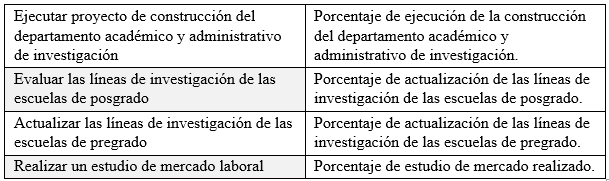 Ejecutar proyecto de construcción del
departamento académico y administrativo
de investigación
Porcentaje de ejecución de la construcción
del departamento académico y
administrativo de investigación.
Evaluar las líneas de investigación de las
escuelas de posgrado
Porcentaje de actualización de las líneas de
investigación de las escuelas de posgrado.
Actualizar las líneas de investigación de las
escuelas de pregrado
Porcentaje de actualización de las líneas de
investigación de las escuelas de pregrado.
Realizar un estudio de mercado laboral
Porcentaje de estudio de mercado realizado.